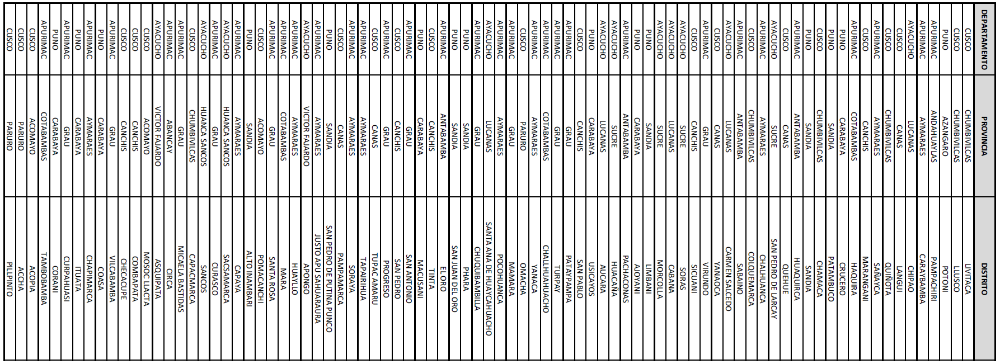 DEPARTAMENTO PROVINCIA DISTRITO
CUSCO CHUMBIVILCAS LIVITACA
CUSCO CHUMBIVILCAS LLUSCO
PUNO AZANGARO POTONI
APURIMAC ANDAHUAYLAS PAMPACHIRI
APURIMAC AYMARAES CARAYBAMBA
AYACUCHO LUCANAS CHIPAO
CUSCO CANAS LANGUI
CUSCO CHUMBIVILCAS QUIÑOTA
APURIMAC AYMARAES SAÑAYCA
CUSCO CANCHIS MARANGANI
APURIMAC COTABAMBAS HAQUIRA
PUNO CARABAYA CRUCERO
PUNO SANDIA PATAMBUCO
CUSCO CHUMBIVILCAS CHAMACA
PUNO SANDIA SANDIA
APURIMAC ANTABAMBA HUAQUIRCA
CUSCO CANAS QUEHUE
AYACUCHO SUCRE SAN PEDRO DE LARCAY
APURIMAC AYMARAES CHALHUANCA
CUSCO CHUMBIVILCAS COLQUEMARCA
APURIMAC ANTABAMBA SABAINO
AYACUCHO LUCANAS CARMEN SALCEDO
CUSCO CANAS YANAOCA
APURIMAC GRAU VIRUNDO
CUSCO CANCHIS SICUANI
AYACUCHO SUCRE SORAS
AYACUCHO LUCANAS CABANA
AYACUCHO SUCRE MORCOLLA
PUNO SANDIA LIMBANI
PUNO CARABAYA AJOYANI
APURIMAC ANTABAMBA PACHACONAS
AYACUCHO SUCRE HUACAÑA
AYACUCHO LUCANAS AUCARA
PUNO CARABAYA USICAYOS
CUSCO CANCHIS SAN PABLO
APURIMAC GRAU PATAYPAMPA
APURIMAC GRAU TURPAY
APURIMAC COTABAMBAS CHALLHUAHUACHO
APURIMAC AYMARAES YANACA
CUSCO PARURO OMACHA
APURIMAC GRAU MAMARA
APURIMAC AYMARAES POCOHUANCA
AYACUCHO LUCANAS SANTA ANA DE HUAYCAHUACHO
APURIMAC GRAU CHUQUIBAMBILLA
PUNO SANDIA PHARA
PUNO SANDIA SAN JUAN DEL ORO
APURIMAC ANTABAMBA EL ORO
CUSCO CANCHIS TINTA
PUNO CARABAYA MACUSANI
APURIMAC GRAU SAN ANTONIO
CUSCO CANCHIS SAN PEDRO
APURIMAC GRAU PROGRESO
CUSCO CANAS TUPAC AMARU
APURIMAC AYMARAES TAPAIRIHUA
APURIMAC AYMARAES SORAYA
CUSCO CANAS PAMPAMARCA
PUNO SANDIA SAN PEDRO DE PUTINA PUNCO
APURIMAC AYMARAES JUSTO APU SAHUARAURA
AYACUCHO VICTOR FAJARDO APONGO
APURIMAC AYMARAES HUAYLLO
APURIMAC COTABAMBAS MARA
APURIMAC GRAU SANTA ROSA
CUSCO ACOMAYO POMACANCHI
PUNO SANDIA ALTO INAMBARI
APURIMAC AYMARAES CAPAYA
AYACUCHO HUANCA SANCOS SACSAMARCA
APURIMAC GRAU CURASCO
AYACUCHO HUANCA SANCOS SANCOS
CUSCO CHUMBIVILCAS CAPACMARCA
APURIMAC GRAU MICAELA BASTIDAS
APURIMAC ABANCAY CIRCA
AYACUCHO VICTOR FAJARDO ASQUIPATA
CUSCO ACOMAYO MOSOC LLACTA
CUSCO CANCHIS COMBAPATA
CUSCO CANCHIS CHECACUPE
APURIMAC GRAU VILCABAMBA
PUNO CARABAYA COASA
APURIMAC AYMARAES CHAPIMARCA
PUNO CARABAYA ITUATA
APURIMAC GRAU CURPAHUASI
PUNO CARABAYA CORANI
APURIMAC COTABAMBAS TAMBOBAMBA
CUSCO ACOMAYO ACOPIA
CUSCO PARURO ACCHA
CUSCO PARURO PILLPINTO